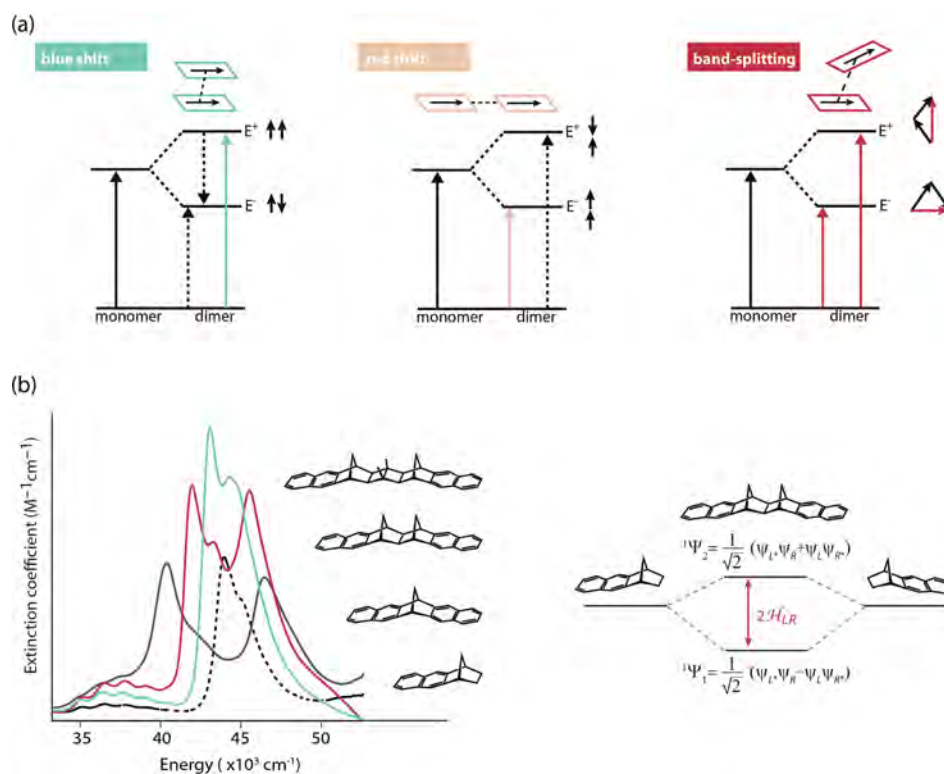 (a)
blue shift
red shift
band-splitting
E⁺
E⁻
monomer
dimer
E⁺
E⁻
monomer
dimer
E⁺
E⁻
monomer
dimer
(b)
Extinction coefficient (M⁻¹cm⁻¹)
35
40
45
50
Energy ( x10³ cm⁻¹)
¹Ψ₂= 1/√2 (ψL*ψR+ψLψR*)
2ℋLR
¹Ψ₁= 1/√2 (ψL*ψR−ψLψR*)